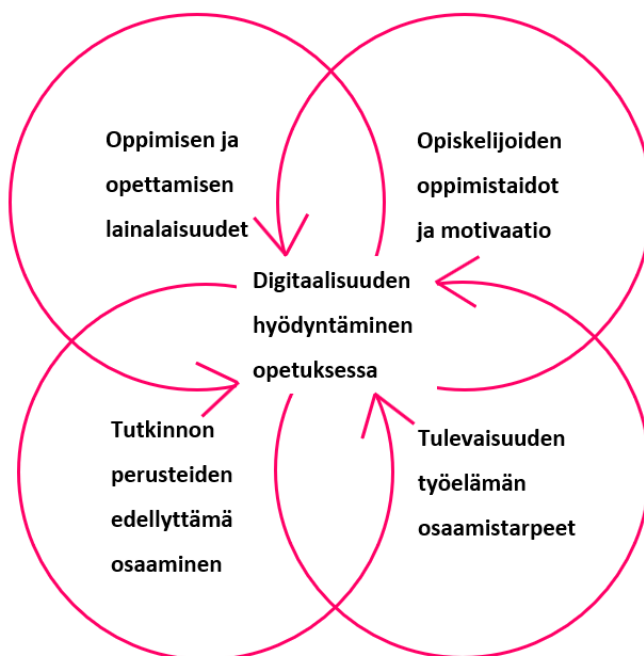 Oppimisen ja
opettamisen
lainalaisuudet
Opiskelijoiden
oppimistaidot
ja motivaatio
Digitaalisuuden
hyödyntäminen
opetuksessa
Tutkinnon
perusteiden
edellyttämä
osaaminen
Tulevaisuuden
työelämän
osaamistarpeet